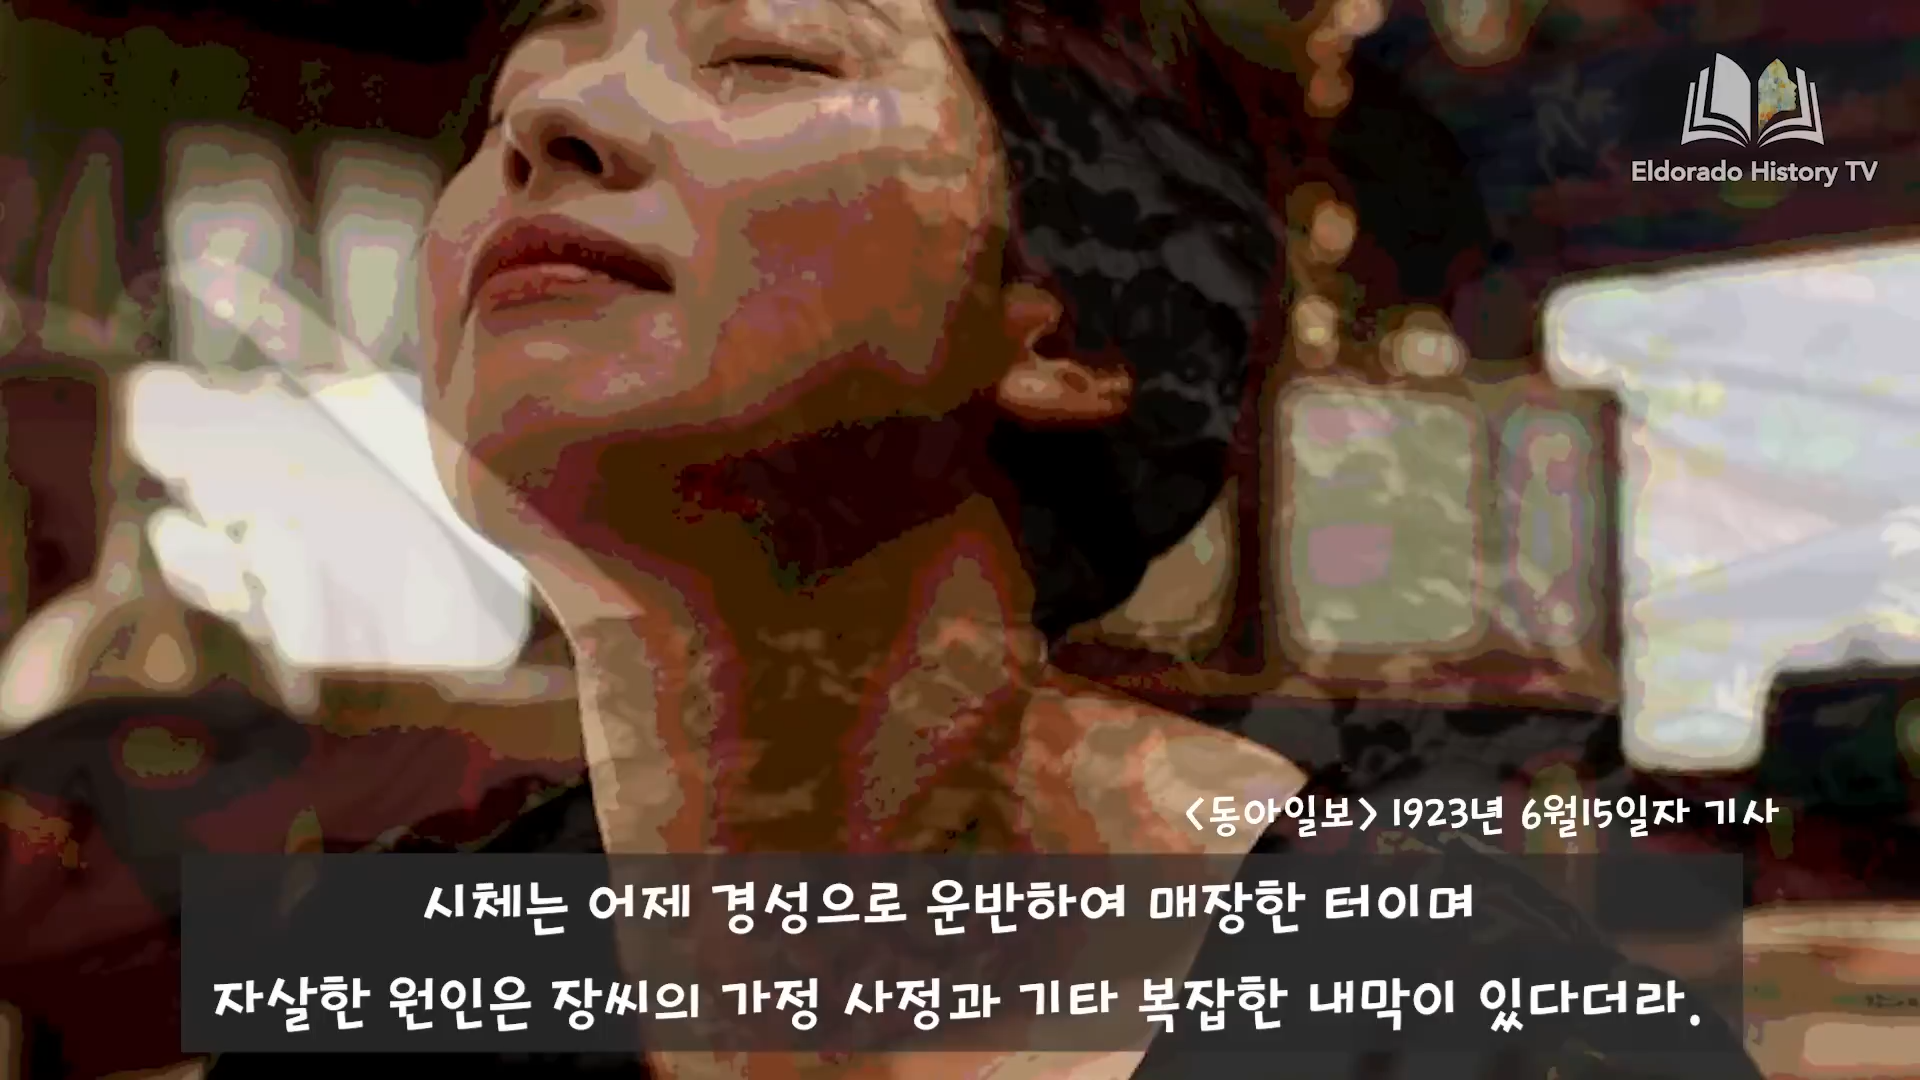 Eldorado History TV
<동아일보> 1923년 6월15일자 기사
시체는 어제 경성으로 운반하여 매장한 터이며
자살한 원인은 장씨의 가정 사정과 기타 복잡한 내막이 있다더라.